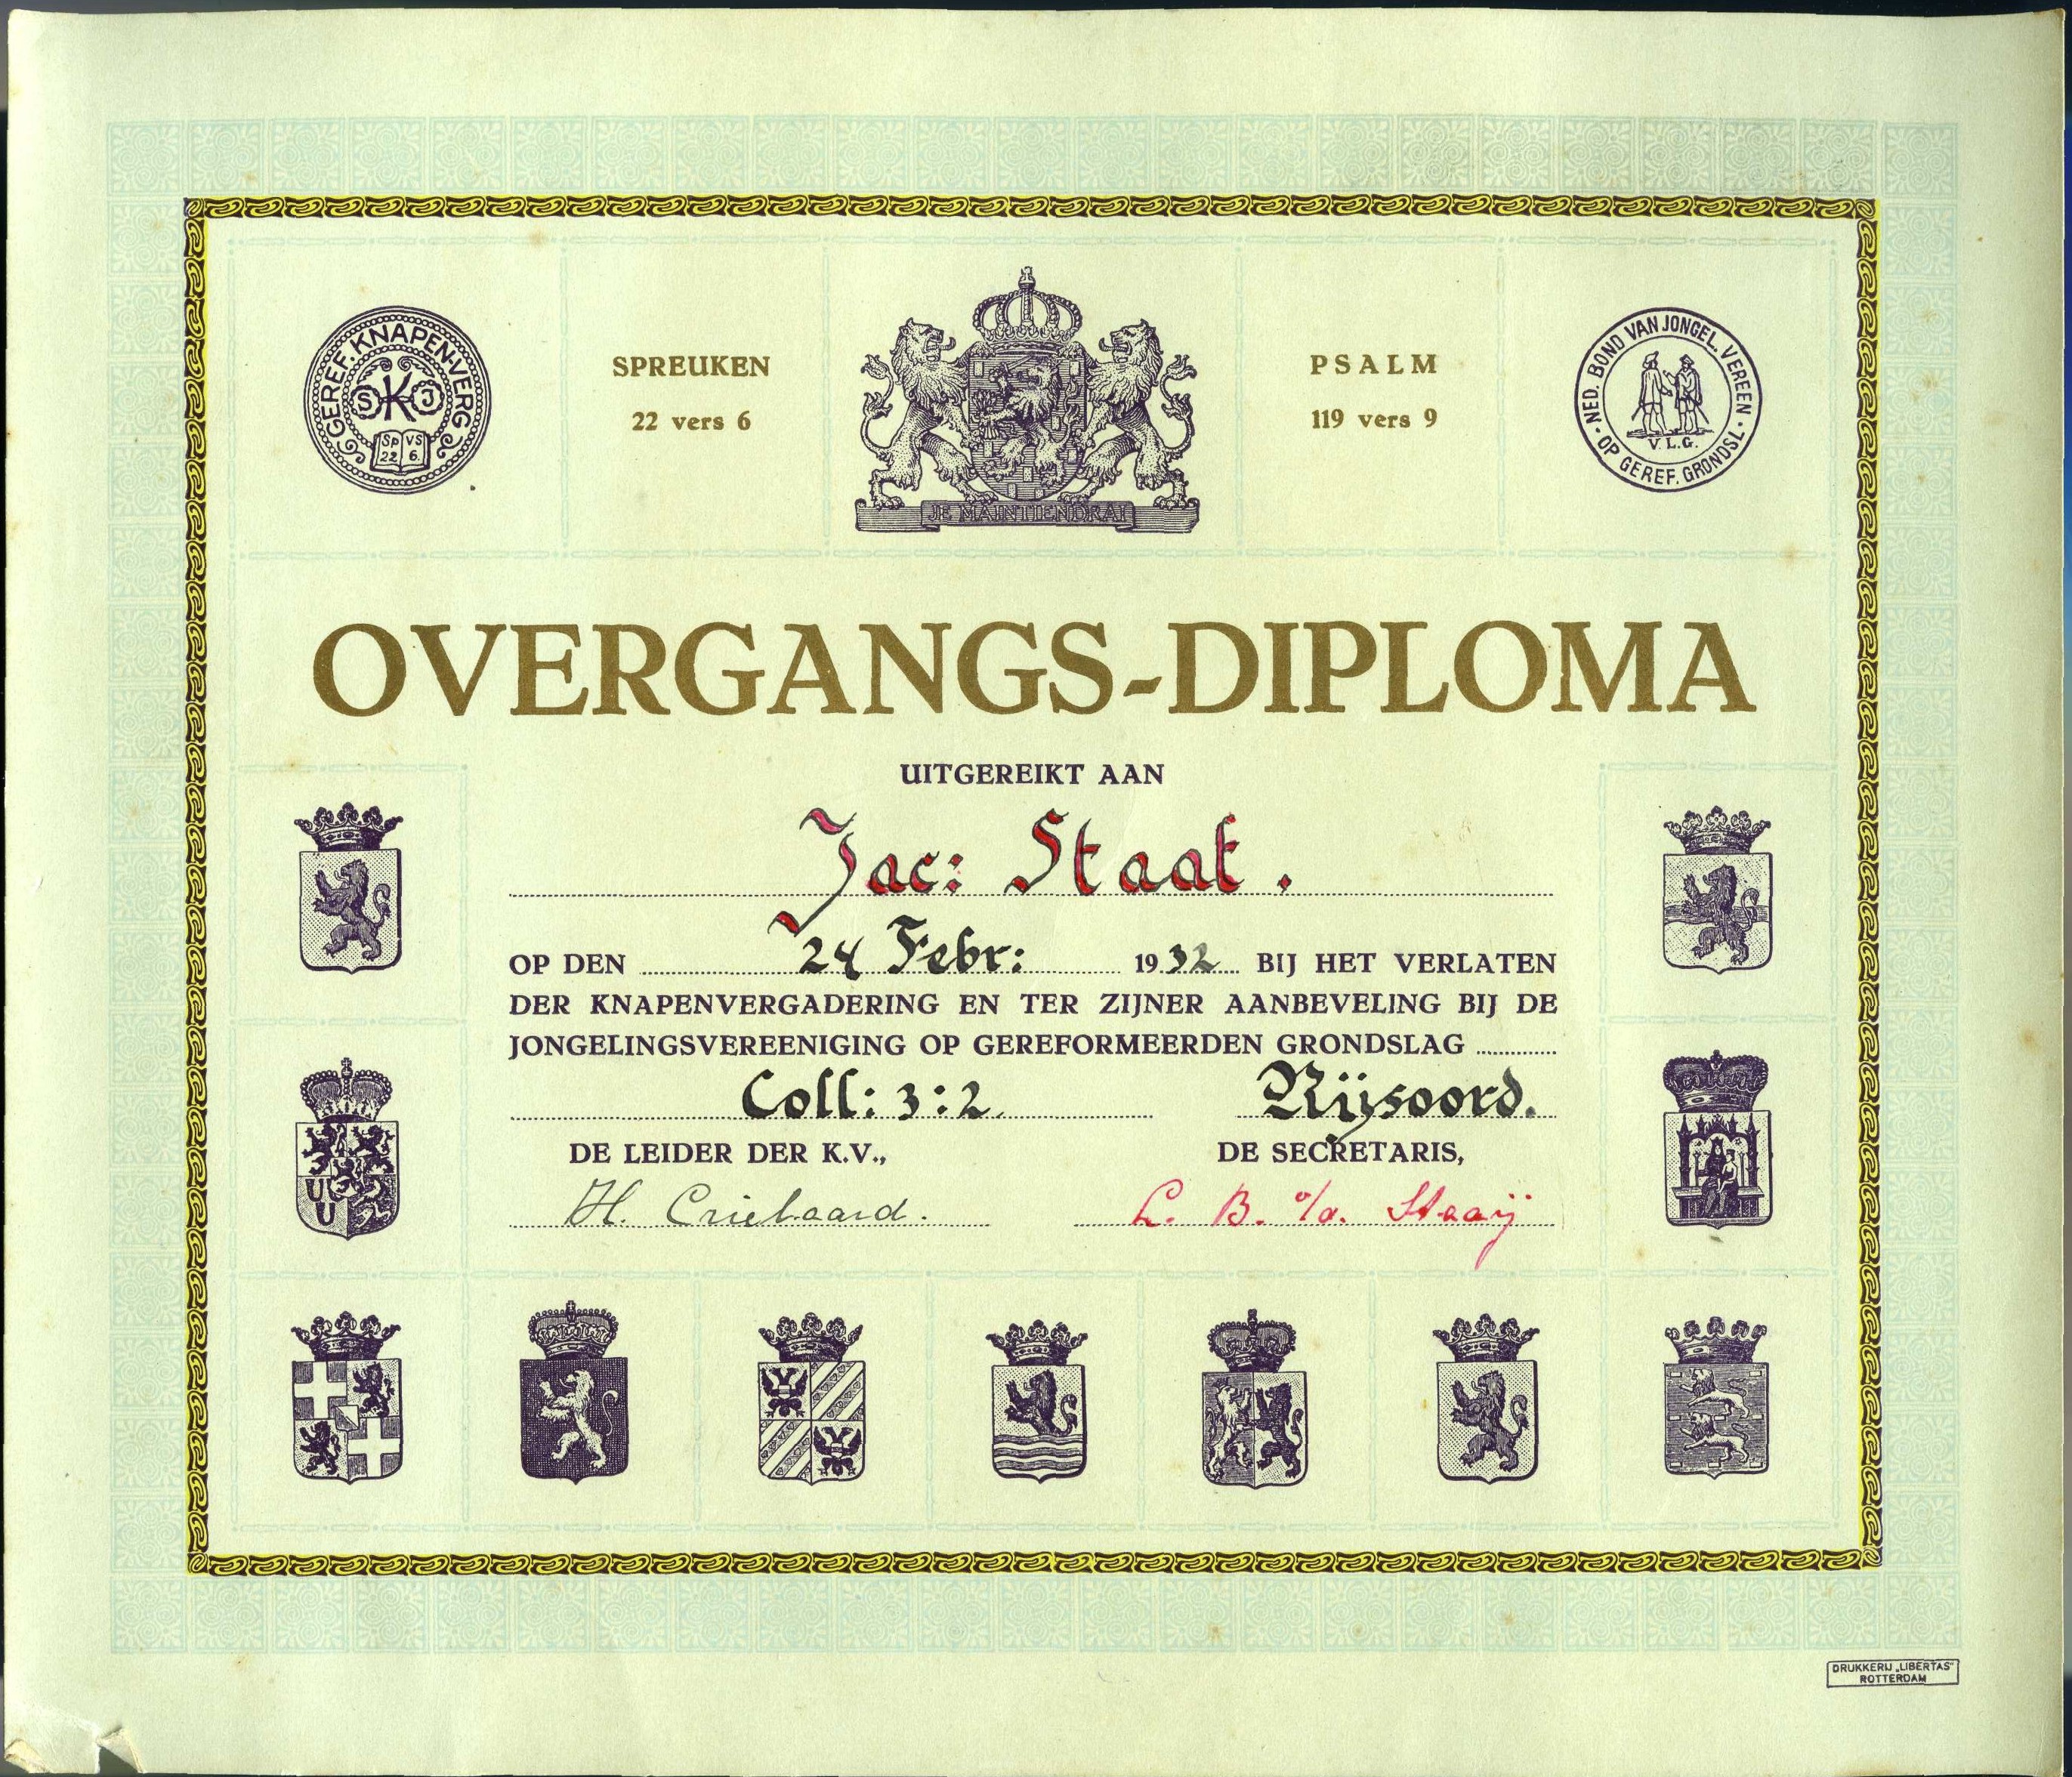 GEREF. KNAPEN-VERG
S K J
Sp VS
22 6.
SPREUKEN
22 vers 6
JE MAINTIENDRAI
PSALM
119 vers 9
NED. BOND VAN JONGEL. VEREEN.
OP GEREF. GRONDSL.
V.L.G.
OVERGANGS-DIPLOMA
UITGEREIKT AAN
Jac: Staat.
OP DEN 24 Febr: 1932 BIJ HET VERLATEN
DER KNAPENVERGADERING EN TER ZIJNER AANBEVELING BIJ DE
JONGELINGSVEREENIGING OP GEREFORMEERDEN GRONDSLAG
Coll: 3:2. Rijsoord.
DE LEIDER DER K.V., DE SECRETARIS,
H. Criebaard. L. B. v/d. Staaij
DRUKKERIJ „LIBERTAS"
ROTTERDAM